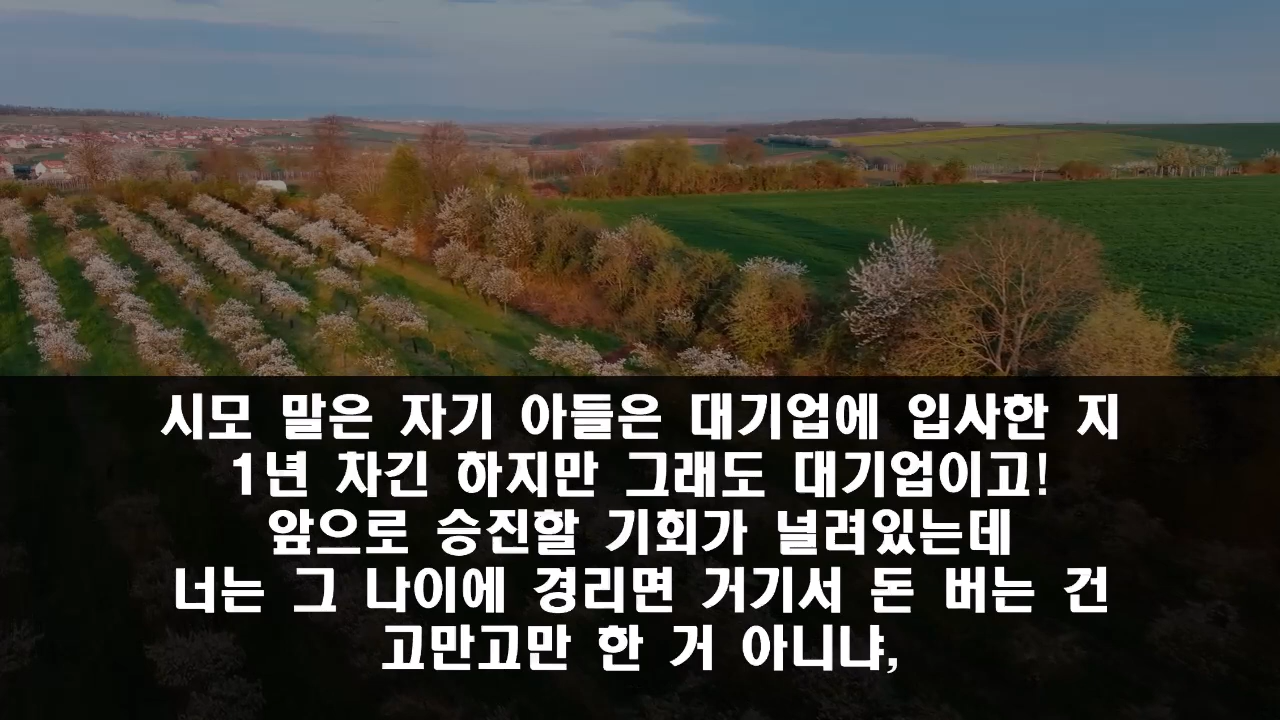 시모 말은 자기 아들은 대기업에 입사한 지
1년 차긴 하지만 그래도 대기업이고!
앞으로 승진할 기회가 널려있는데
너는 그 나이에 경리면 거기서 돈 버는 건
고만고만 한 거 아니냐,